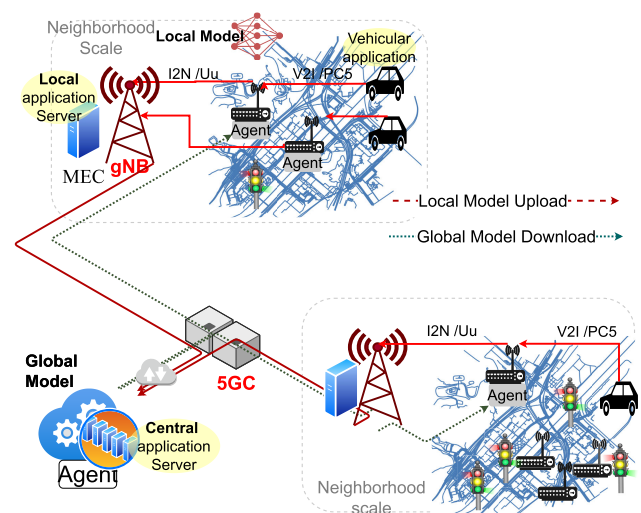 Neighborhood
Scale
Local Model
Vehicular
application
Local
application
Server
I2N /Uu
V2I /PC5
Agent
Agent
MEC
gNB
Local Model Upload
Global Model Download
I2N /Uu
V2I /PC5
Global
Model
5GC
Agent
Central
application
Server
Agent
Neighborhood
scale